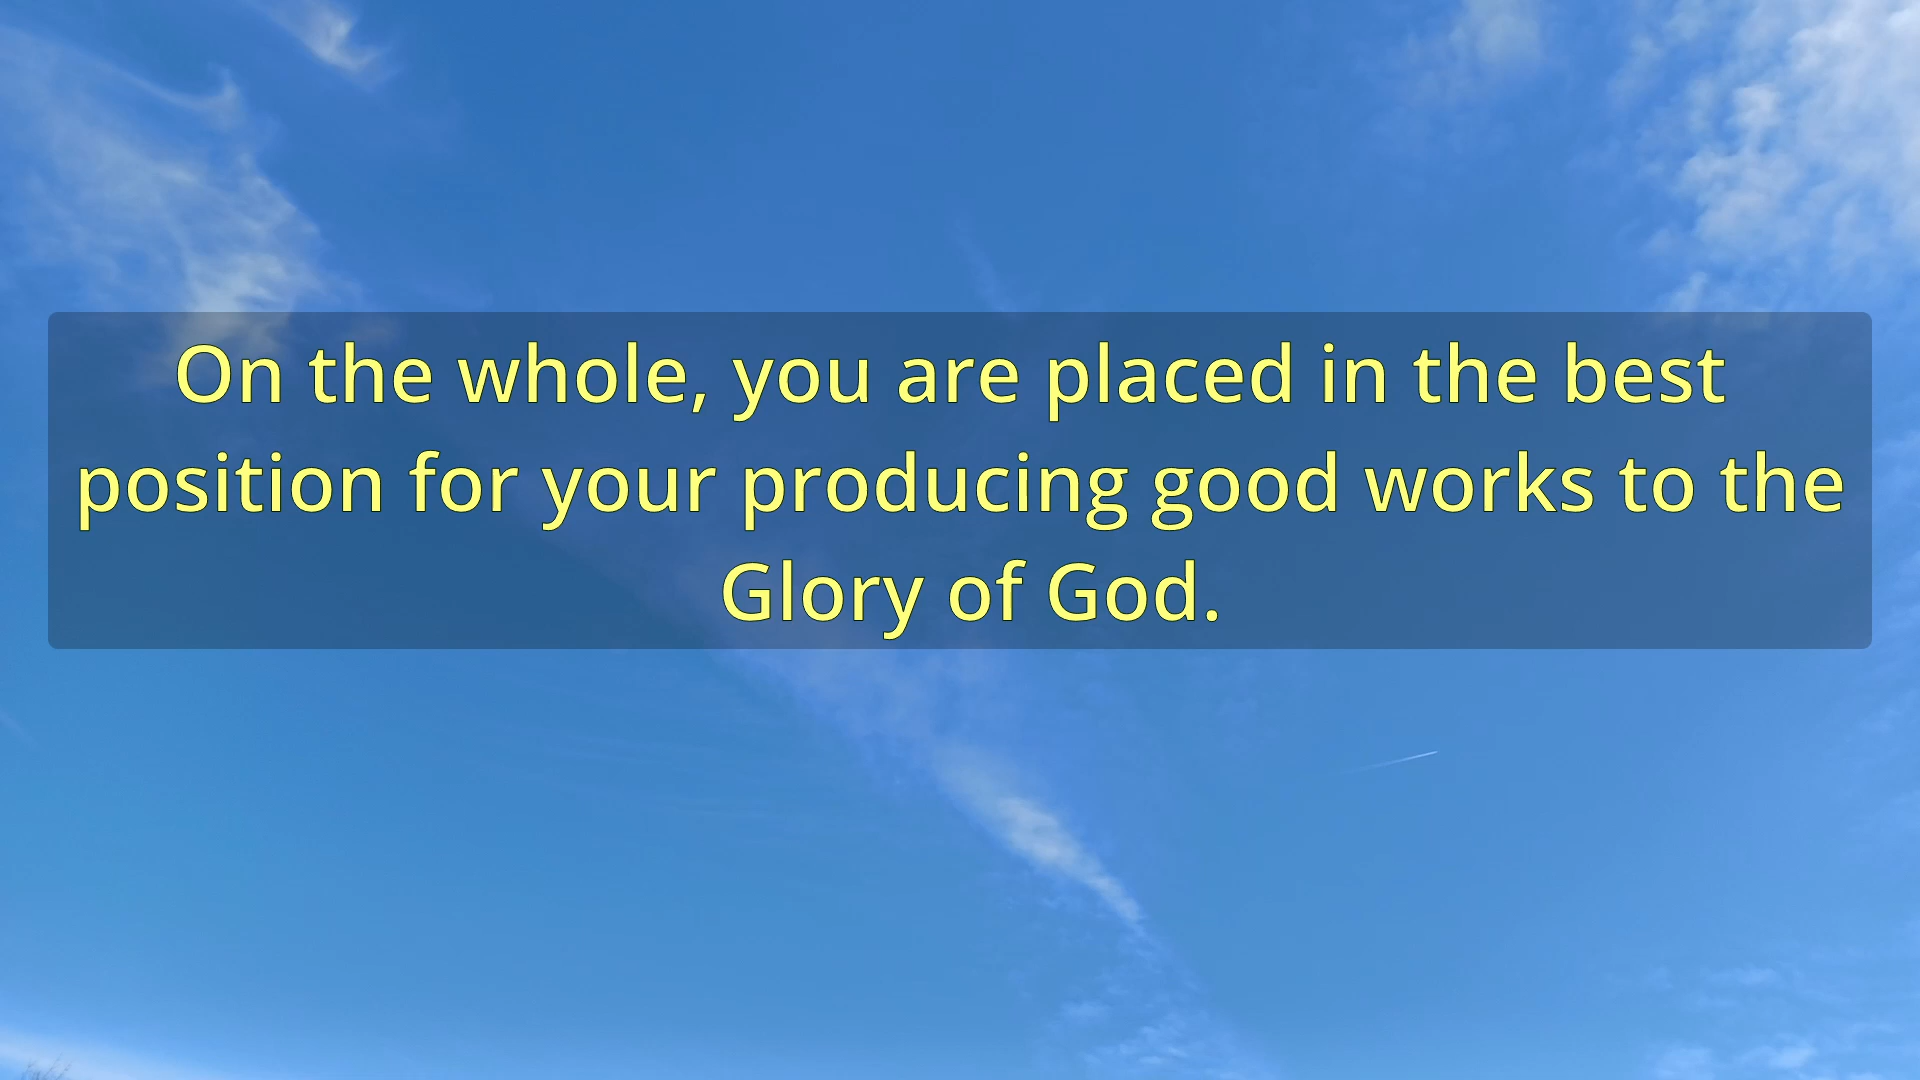 On the whole, you are placed in the best
position for your producing good works to the
Glory of God.